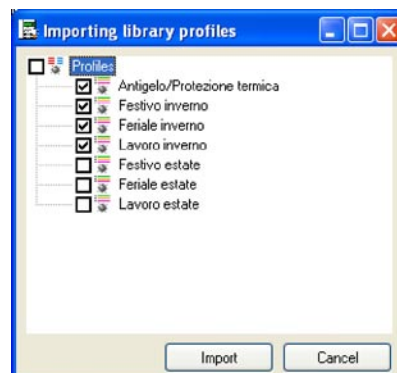 Importing library profiles
Profiles
Antigelo/Protezione termica
Festivo inverno
Feriale inverno
Lavoro inverno
Festivo estate
Feriale estate
Lavoro estate
Import Cancel